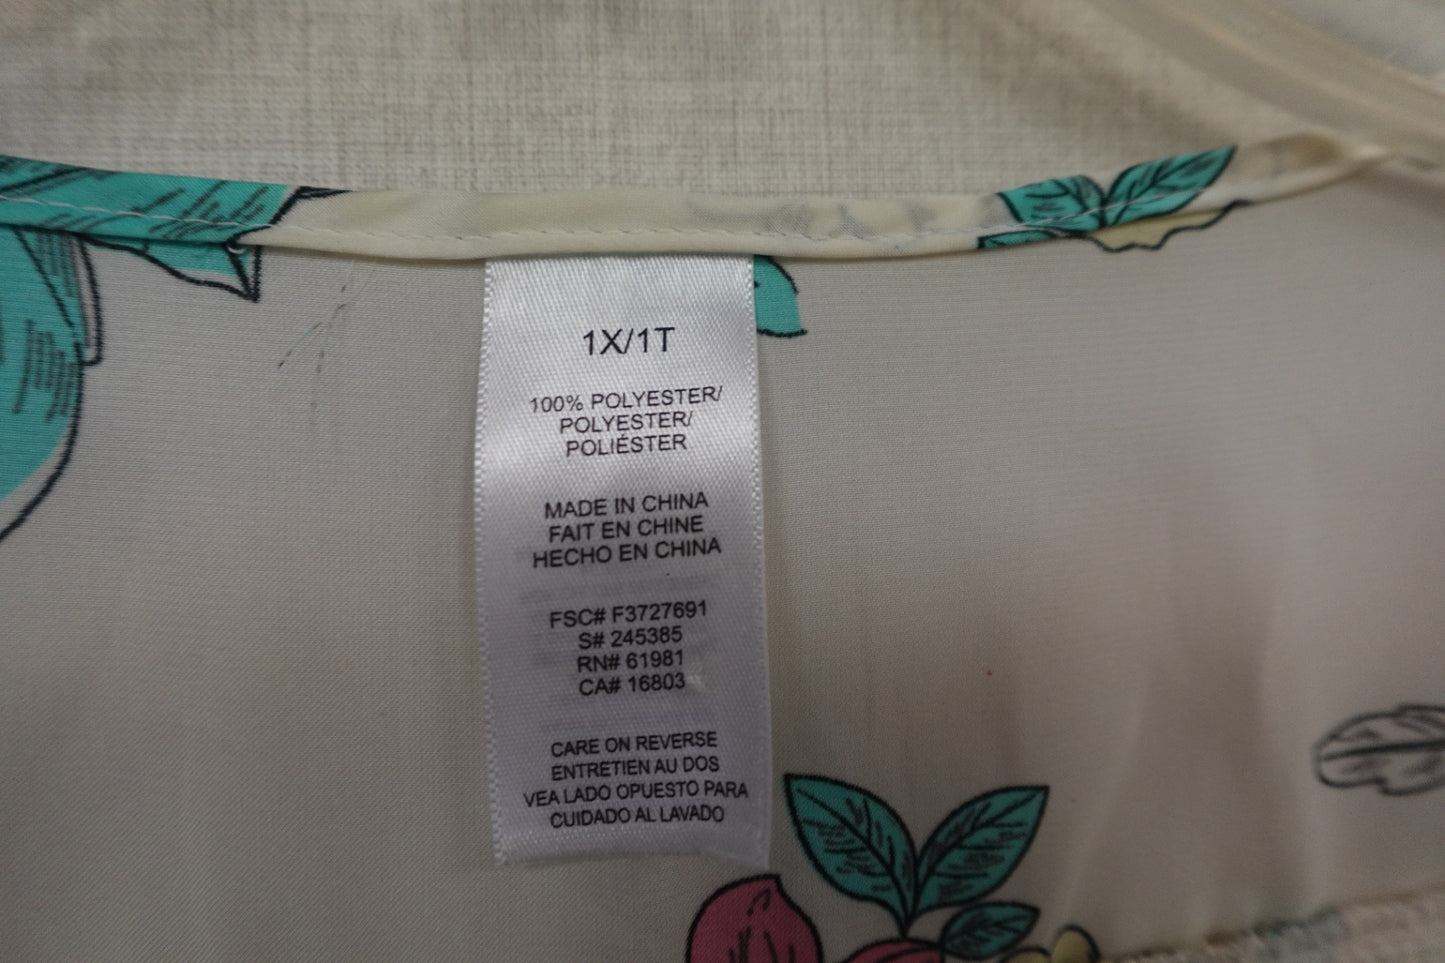 1X/1T
100% POLYESTER/
POLYESTER/
POLIÉSTER
MADE IN CHINA
FAIT EN CHINE
HECHO EN CHINA
FSC# F3727691
S# 245385
RN# 61981
CA# 16803
CARE ON REVERSE
ENTRETIEN AU DOS
VEA LADO OPUESTO PARA
CUIDADO AL LAVADO